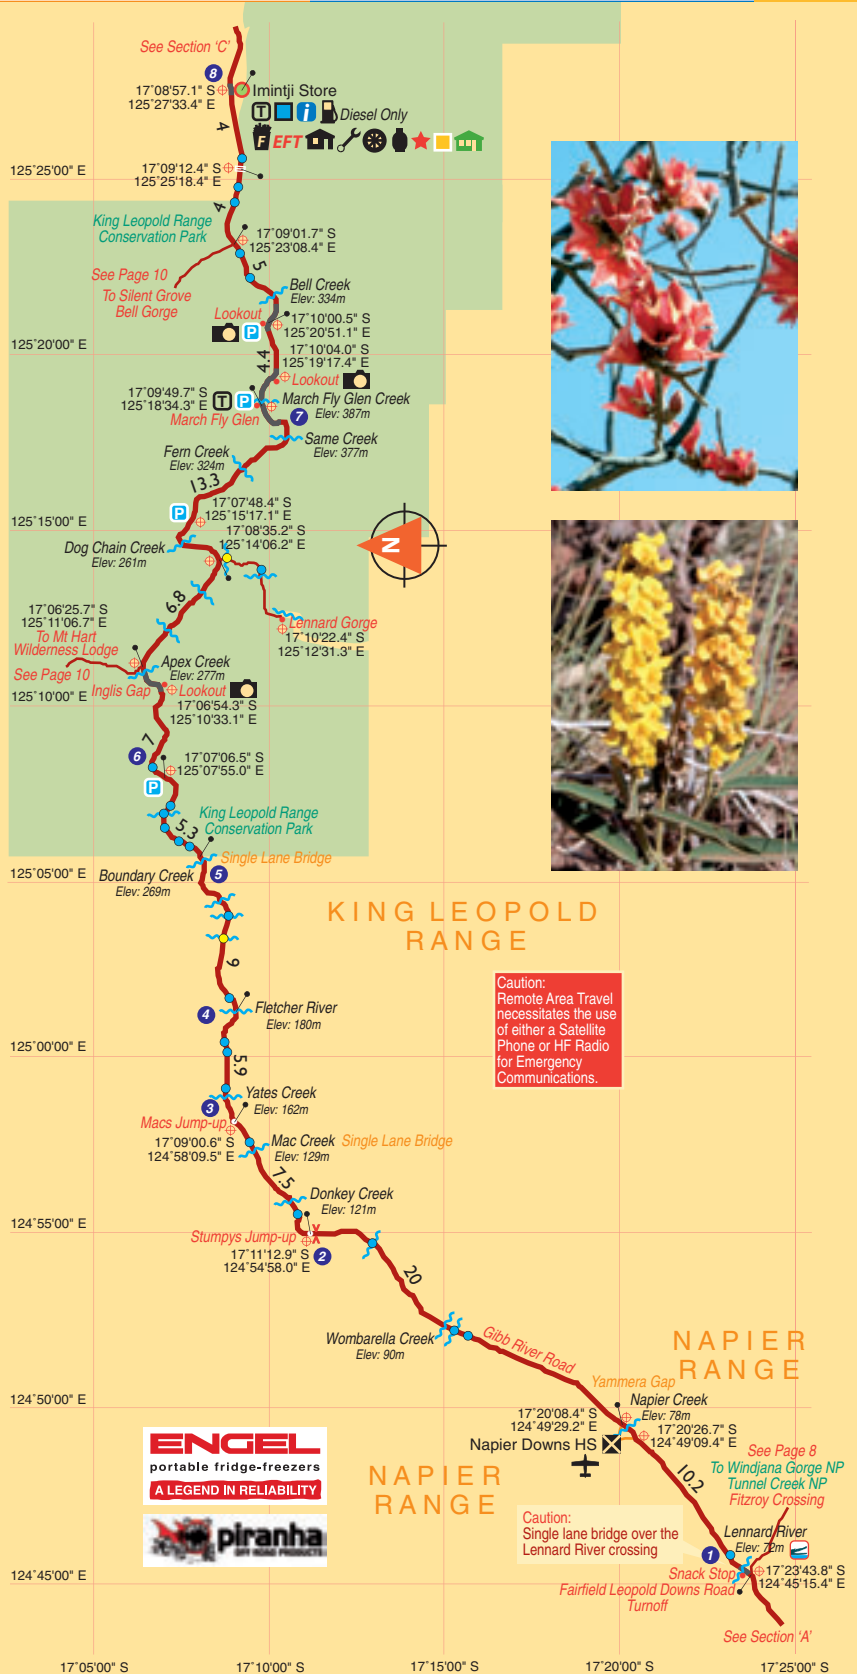 See Section 'C'
8
17°08'57.1" S
125°27'33.4" E
Imintji Store
T
i
Diesel Only
F
EFT
4
17°09'12.4" S
125°25'18.4" E
125°25'00" E
4
King Leopold Range
Conservation Park
17°09'01.7" S
125°23'08.4" E
See Page 10
To Silent Grove
Bell Gorge
5
Bell Creek
Elev: 334m
Lookout
P
17°10'00.5" S
125°20'51.1" E
125°20'00" E
4.4
17°10'04.0" S
125°19'17.4" E
Lookout
17°09'49.7" S
125°18'34.3" E
T
P
March Fly Glen
March Fly Glen Creek
Elev: 387m
7
Same Creek
Elev: 377m
Fern Creek
Elev: 324m
13.3
17°07'48.4" S
125°15'17.1" E
P
125°15'00" E
17°08'35.2" S
125°14'06.2" E
Dog Chain Creek
Elev: 261m
N
6.8
17°06'25.7" S
125°11'06.7" E
To Mt Hart
Wilderness Lodge
See Page 10
Lennard Gorge
17°10'22.4" S
125°12'31.3" E
Apex Creek
Elev: 277m
Inglis Gap
Lookout
125°10'00" E
17°06'54.3" S
125°10'33.1" E
7
6
17°07'06.5" S
125°07'55.0" E
P
King Leopold Range
Conservation Park
5.3
Single Lane Bridge
Boundary Creek
Elev: 269m
5
125°05'00" E
KING LEOPOLD
RANGE
9
Caution:
Remote Area Travel
necessitates the use
of either a Satellite
Phone or HF Radio
for Emergency
Communications.
4
Fletcher River
Elev: 180m
125°00'00" E
5.9
Yates Creek
Elev: 162m
3
Macs Jump-up
17°09'00.6" S
124°58'09.5" E
Mac Creek
Elev: 129m
Single Lane Bridge
7.5
Donkey Creek
Elev: 121m
124°55'00" E
Stumpys Jump-up
17°11'12.9" S
124°54'58.0" E
2
20
Wombarella Creek
Elev: 90m
Gibb River Road
NAPIER
RANGE
Yammera Gap
Napier Creek
Elev: 78m
124°50'00" E
17°20'08.4" S
124°49'29.2" E
17°20'26.7" S
124°49'09.4" E
Napier Downs HS
NAPIER
RANGE
10.2
See Page 8
To Windjana Gorge NP
Tunnel Creek NP
Fitzroy Crossing
ENGEL
portable fridge-freezers
A LEGEND IN RELIABILITY
piranha
OFF ROAD PRODUCTS
Caution:
Single lane bridge over the
Lennard River crossing
Lennard River
Elev: 72m
1
Snack Stop
17°23'43.8" S
124°45'15.4" E
Fairfield Leopold Downs Road
Turnoff
124°45'00" E
See Section 'A'
17°05'00" S
17°10'00" S
17°15'00" S
17°20'00" S
17°25'00" S